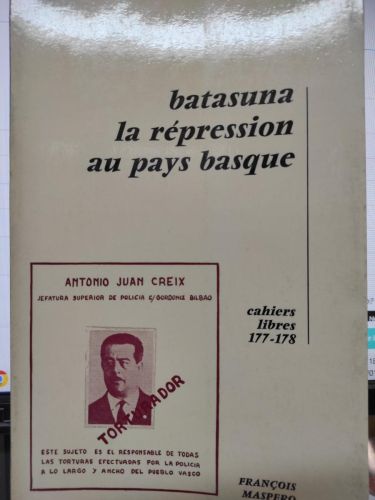 batasuna
la répression
au pays basque
ANTONIO JUAN CREIX
JEFATURA SUPERIOR DE POLICIA C/GORDONIZ BILBAO
TORTURADOR
ESTE SUJETO ES EL RESPONSABLE DE TODAS
LAS TORTURAS EFECTUADAS POR LA POLICIA
A LO LARGO Y ANCHO DEL PUEBLO VASCO
cahiers
libres
177-178
FRANÇOIS
MASPERO